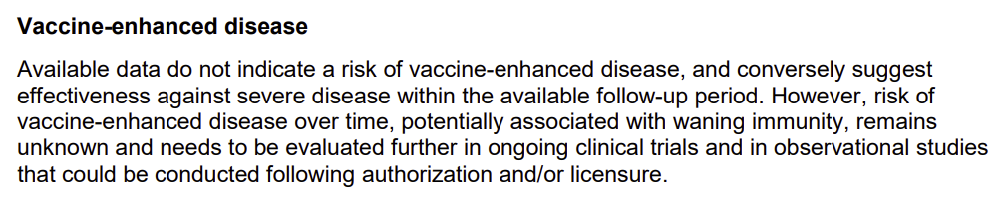 Vaccine-enhanced disease
Available data do not indicate a risk of vaccine-enhanced disease, and conversely suggest
effectiveness against severe disease within the available follow-up period. However, risk of
vaccine-enhanced disease over time, potentially associated with waning immunity, remains
unknown and needs to be evaluated further in ongoing clinical trials and in observational studies
that could be conducted following authorization and/or licensure.